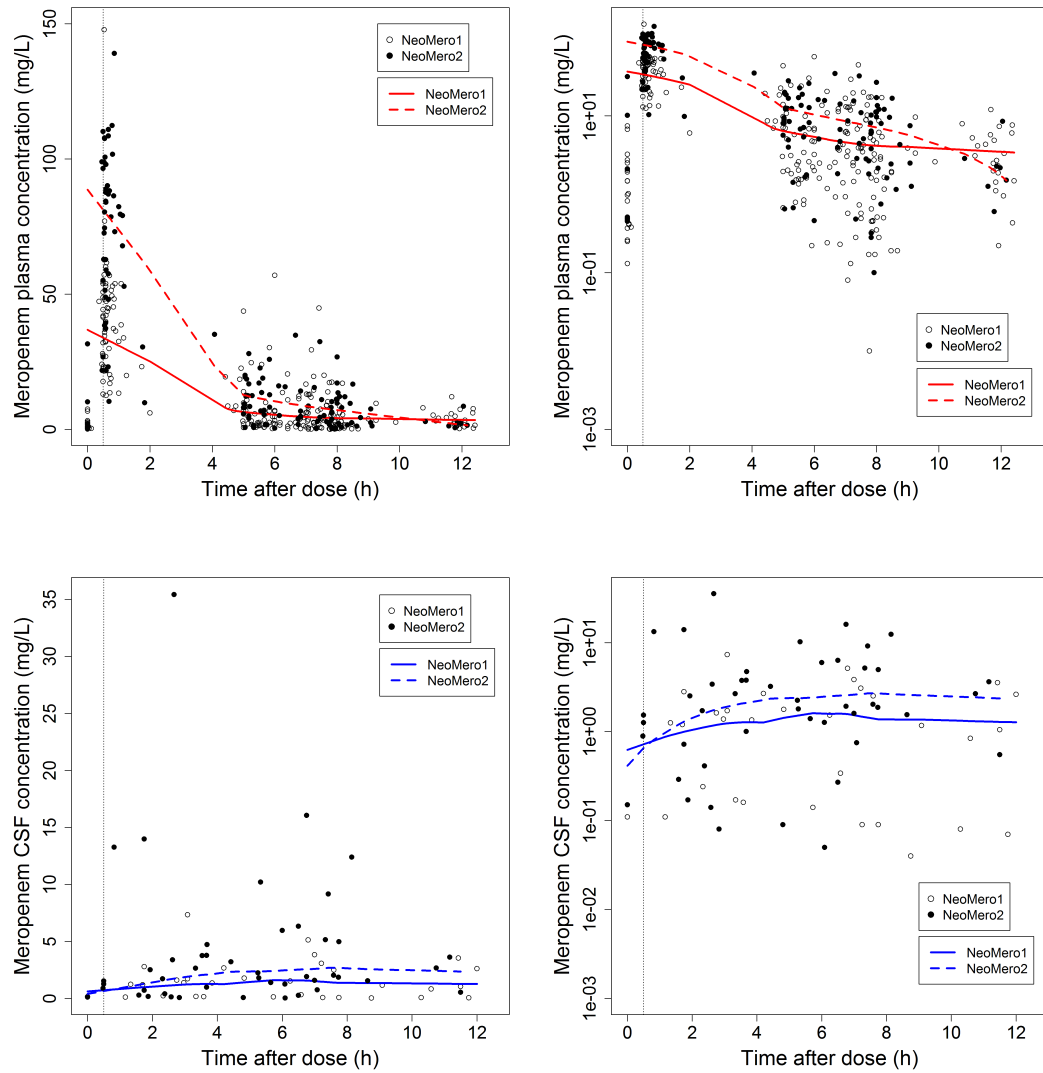 Meropenem plasma concentration (mg/L)
150
100
50
0
0 2 4 6 8 10 12
Time after dose (h)
NeoMero1
NeoMero2
NeoMero1
NeoMero2
Meropenem plasma concentration (mg/L)
1e+01
1e-01
1e-03
0 2 4 6 8 10 12
Time after dose (h)
NeoMero1
NeoMero2
NeoMero1
NeoMero2
Meropenem CSF concentration (mg/L)
35
30
25
20
15
10
5
0
0 2 4 6 8 10 12
Time after dose (h)
NeoMero1
NeoMero2
NeoMero1
NeoMero2
Meropenem CSF concentration (mg/L)
1e+01
1e+00
1e-01
1e-02
1e-03
0 2 4 6 8 10 12
Time after dose (h)
NeoMero1
NeoMero2
NeoMero1
NeoMero2